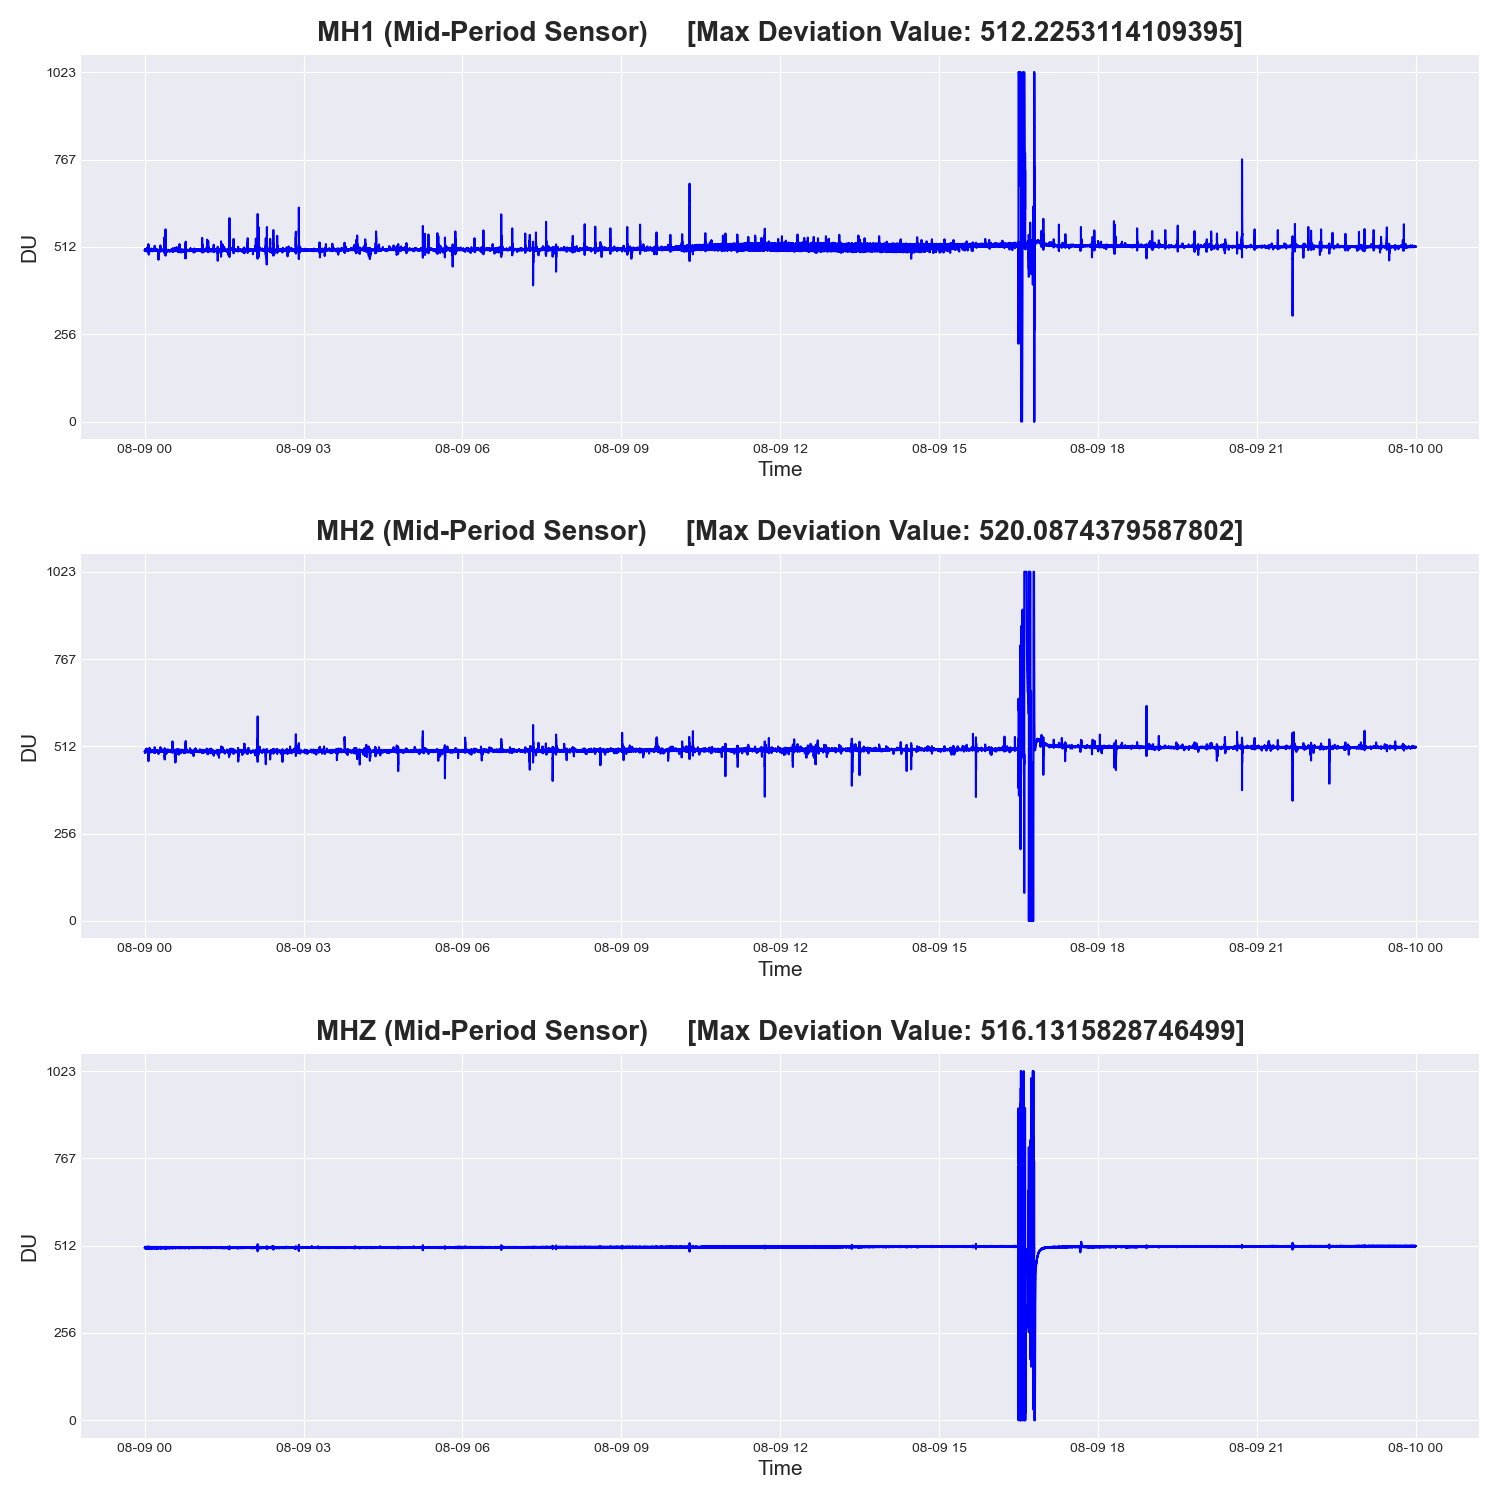 MH1 (Mid-Period Sensor) [Max Deviation Value: 512.2253114109395]
1023
767
512
256
0
DU
08-09 00 08-09 03 08-09 06 08-09 09 08-09 12 08-09 15 08-09 18 08-09 21 08-10 00
Time
MH2 (Mid-Period Sensor) [Max Deviation Value: 520.0874379587802]
1023
767
512
256
0
DU
08-09 00 08-09 03 08-09 06 08-09 09 08-09 12 08-09 15 08-09 18 08-09 21 08-10 00
Time
MHZ (Mid-Period Sensor) [Max Deviation Value: 516.1315828746499]
1023
767
512
256
0
DU
08-09 00 08-09 03 08-09 06 08-09 09 08-09 12 08-09 15 08-09 18 08-09 21 08-10 00
Time